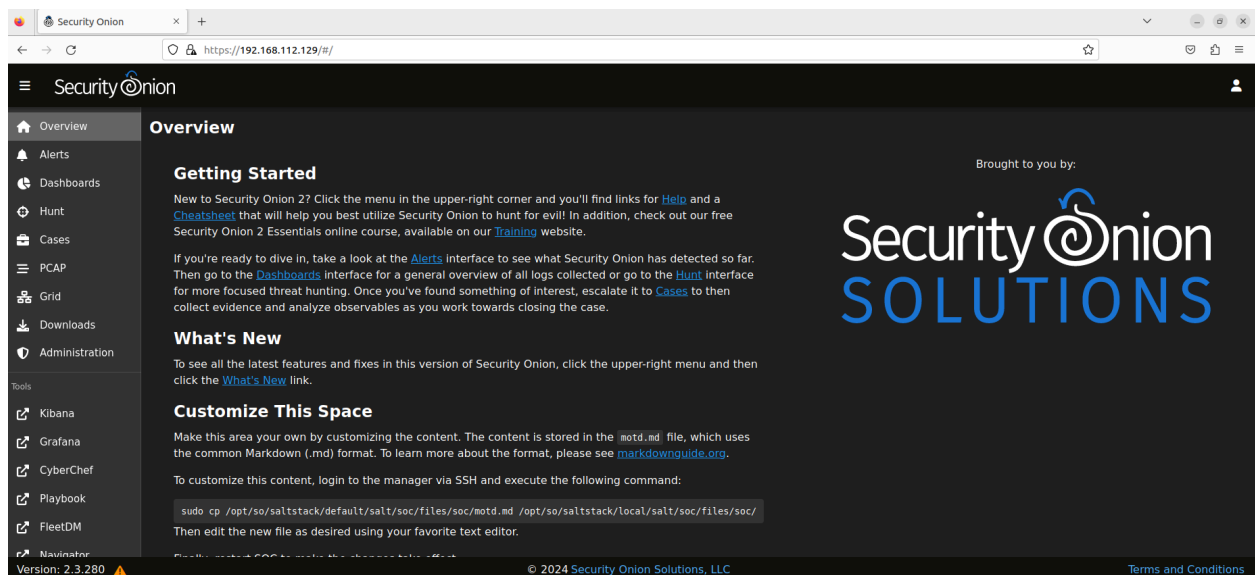 Security Onion
https://192.168.112.129/#/
Security Onion
Overview
Alerts
Dashboards
Hunt
Cases
PCAP
Grid
Downloads
Administration
Tools
Kibana
Grafana
CyberChef
Playbook
FleetDM
Navigator
Overview
Getting Started
New to Security Onion 2? Click the menu in the upper-right corner and you'll find links for Help and a
Cheatsheet that will help you best utilize Security Onion to hunt for evil! In addition, check out our free
Security Onion 2 Essentials online course, available on our Training website.
If you're ready to dive in, take a look at the Alerts interface to see what Security Onion has detected so far.
Then go to the Dashboards interface for a general overview of all logs collected or go to the Hunt interface
for more focused threat hunting. Once you've found something of interest, escalate it to Cases to then
collect evidence and analyze observables as you work towards closing the case.
What's New
To see all the latest features and fixes in this version of Security Onion, click the upper-right menu and then
click the What's New link.
Customize This Space
Make this area your own by customizing the content. The content is stored in the motd.md file, which uses
the common Markdown (.md) format. To learn more about the format, please see markdownguide.org.
To customize this content, login to the manager via SSH and execute the following command:
sudo cp /opt/so/saltstack/default/salt/soc/files/soc/motd.md /opt/so/saltstack/local/salt/soc/files/soc/
Then edit the new file as desired using your favorite text editor.
Finally, restart SOC to make the changes take effect.
Brought to you by:
Security Onion
SOLUTIONS
Version: 2.3.280
© 2024 Security Onion Solutions, LLC
Terms and Conditions